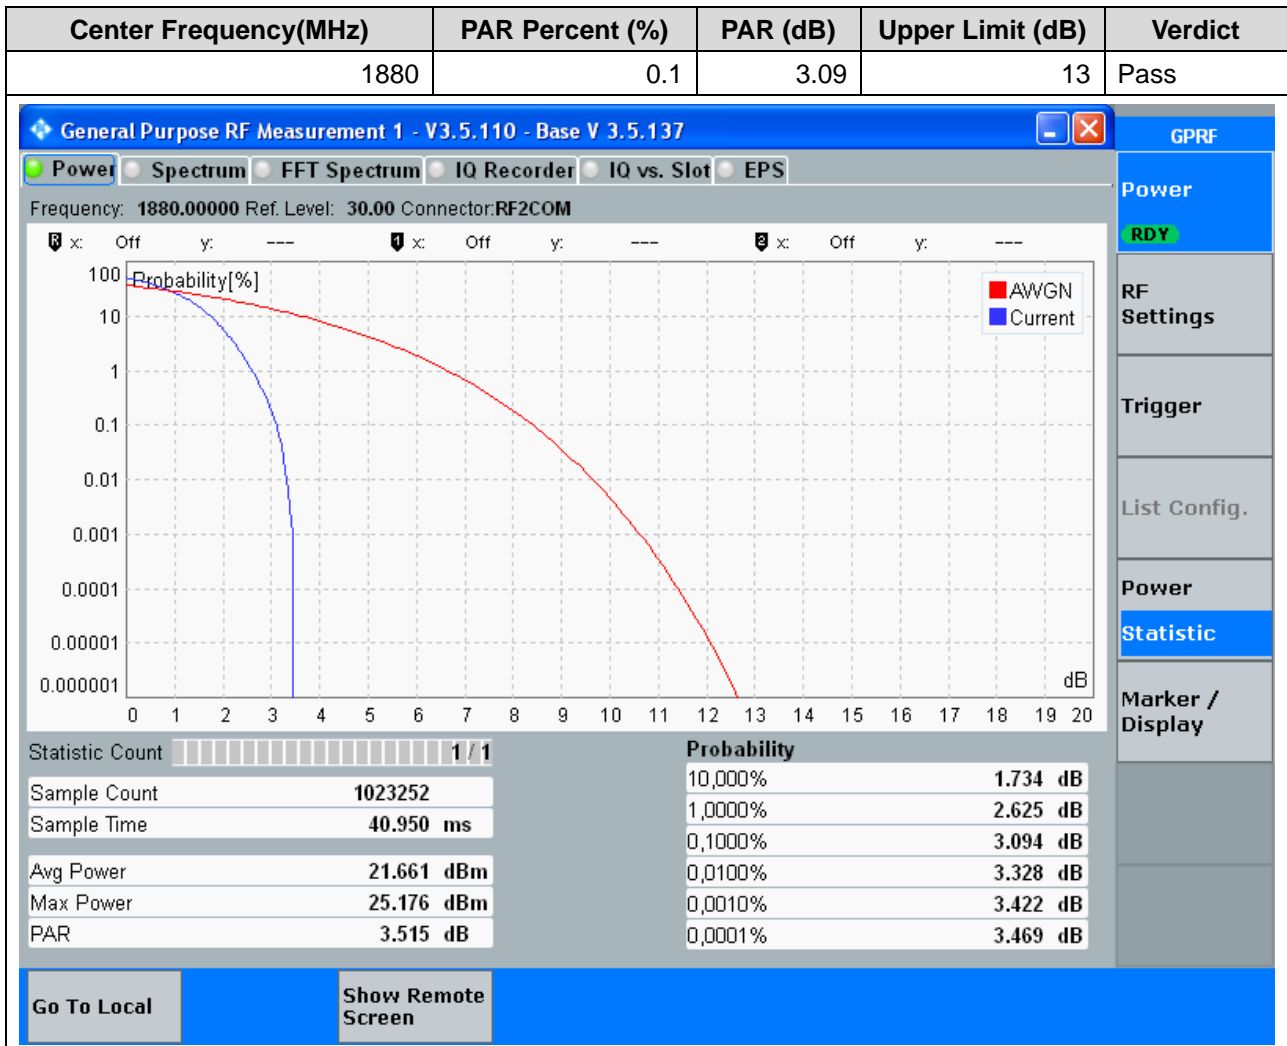 Center Frequency(MHz) PAR Percent (%) PAR (dB) Upper Limit (dB) Verdict
1880 0.1 3.09 13 Pass
General Purpose RF Measurement 1 - V3.5.110 - Base V 3.5.137
GPRF
Power Spectrum FFT Spectrum IQ Recorder IQ vs. Slot EPS
Frequency: 1880.00000 Ref. Level: 30.00 Connector:RF2COM
R x: Off y: --- 1 x: Off y: --- 2 x: Off y: ---
Probability[%]
AWGN
Current
100
10
1
0.1
0.01
0.001
0.0001
0.00001
0.000001
dB
0 1 2 3 4 5 6 7 8 9 10 11 12 13 14 15 16 17 18 19 20
Statistic Count 1 / 1
Sample Count 1023252
Sample Time 40.950 ms
Avg Power 21.661 dBm
Max Power 25.176 dBm
PAR 3.515 dB
Probability
10,000% 1.734 dB
1,0000% 2.625 dB
0,1000% 3.094 dB
0,0100% 3.328 dB
0,0010% 3.422 dB
0,0001% 3.469 dB
Power
RDY
RF
Settings
Trigger
List Config.
Power
Statistic
Marker /
Display
Go To Local
Show Remote
Screen